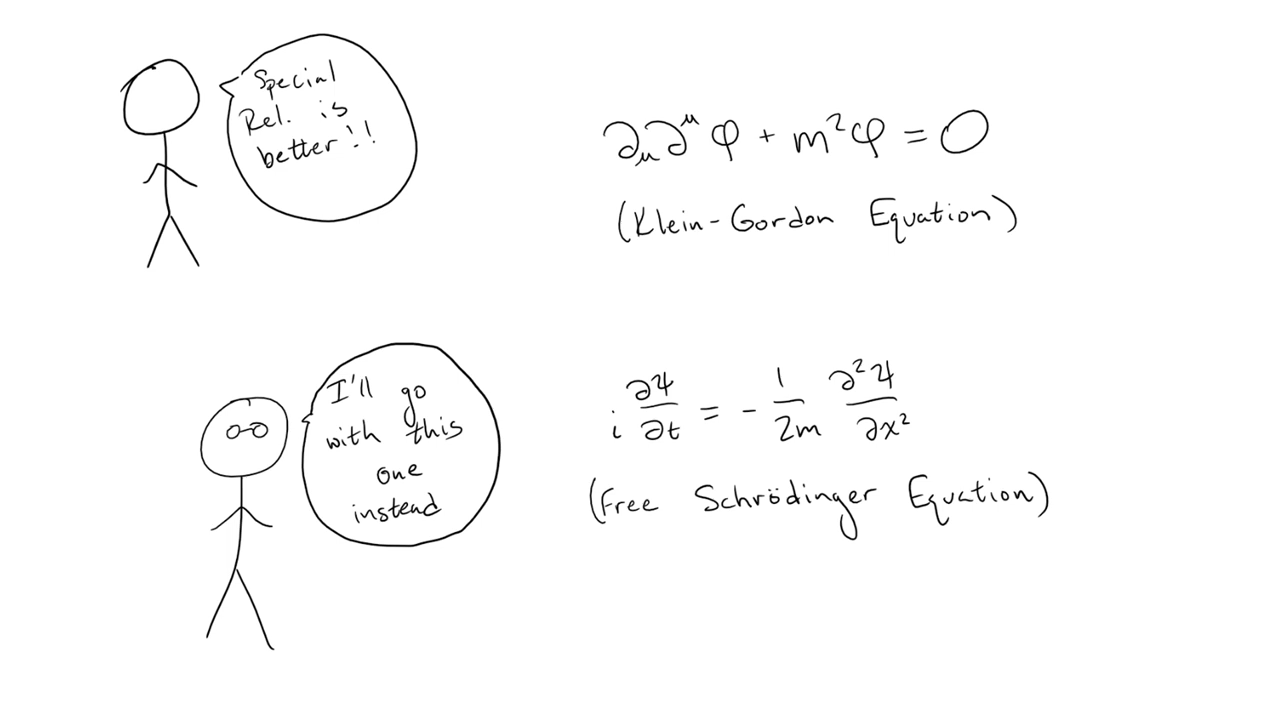 Special
Rel. is
better!!
∂_μ∂^μ φ + m²φ = 0
(Klein-Gordon Equation)
I'll go
with this
one
instead
i ∂Ψ/∂t = - 1/2m ∂²Ψ/∂x²
(Free Schrödinger Equation)